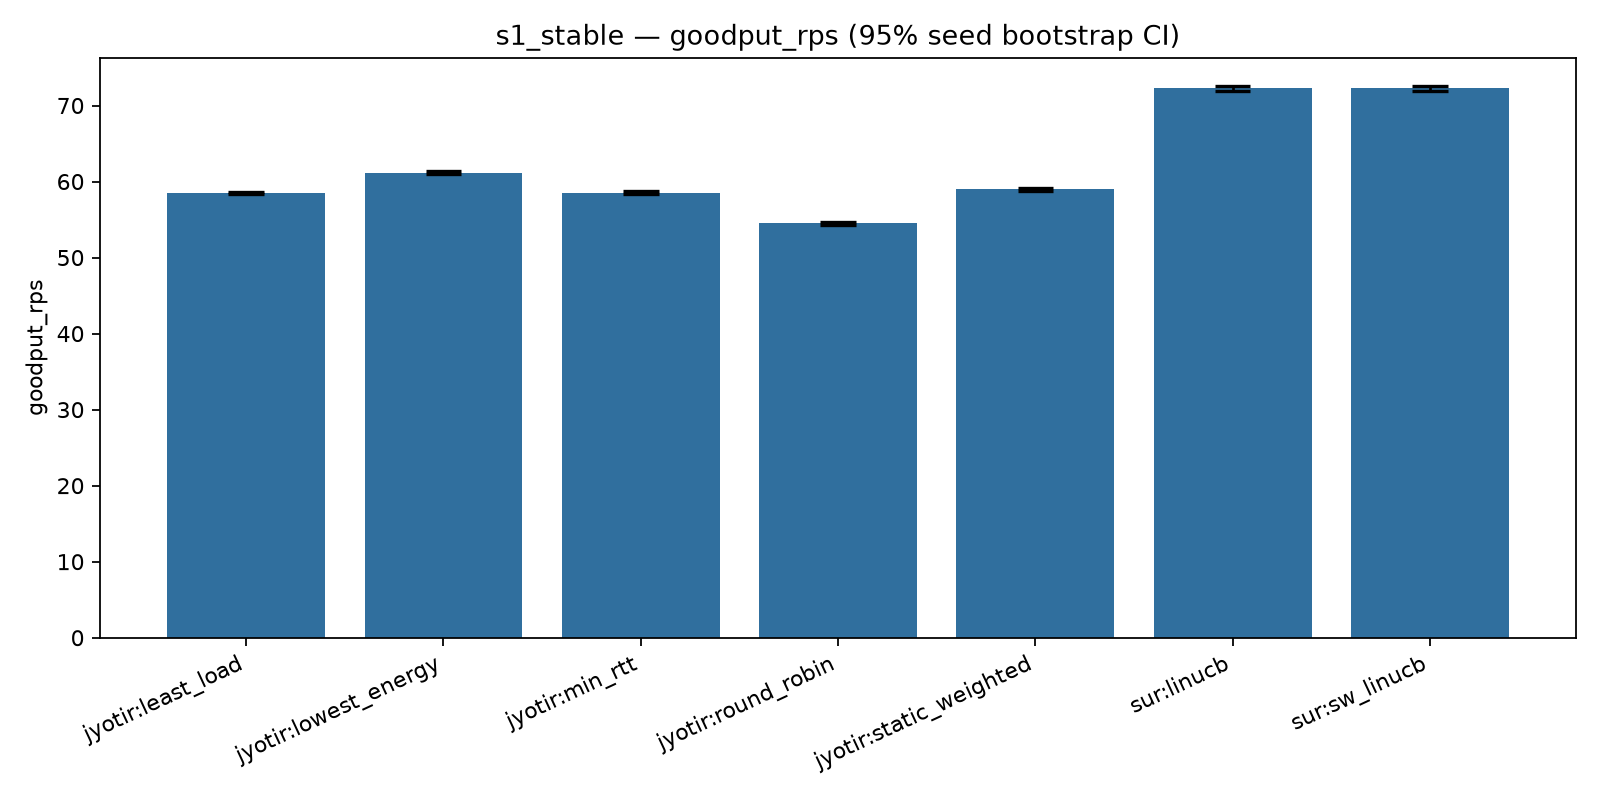 s1_stable — goodput_rps (95% seed bootstrap CI)
goodput_rps
70
60
50
40
30
20
10
0
jyotir:least_load
jyotir:lowest_energy
jyotir:min_rtt
jyotir:round_robin
jyotir:static_weighted
sur:linucb
sur:sw_linucb